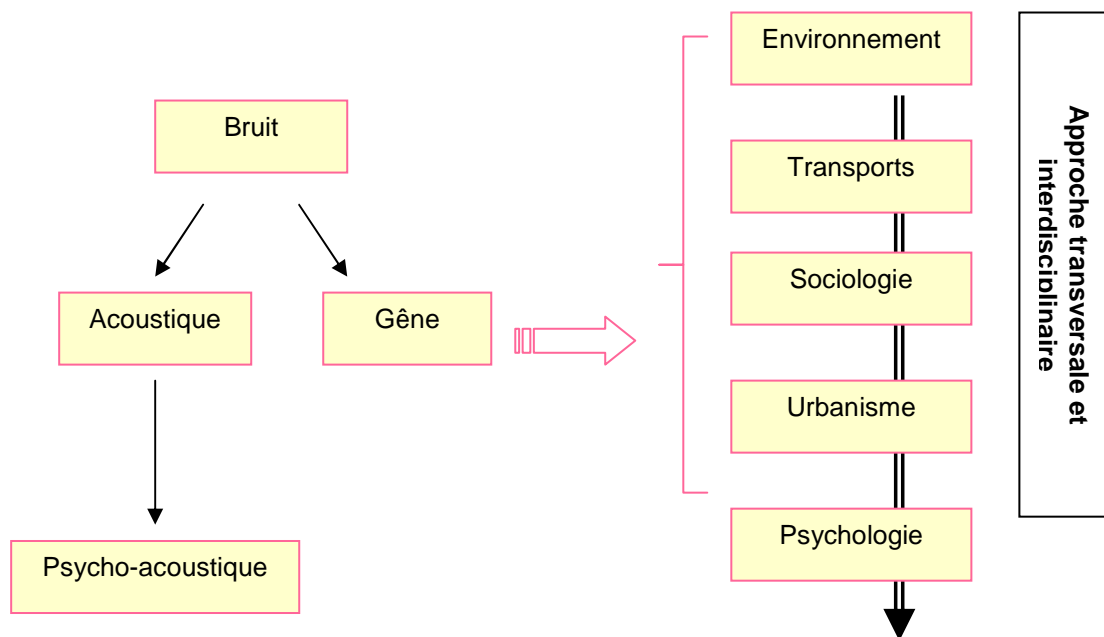 Bruit
Acoustique
Gêne
Psycho-acoustique
Environnement
Transports
Sociologie
Urbanisme
Psychologie
Approche transversale et
interdisciplinaire